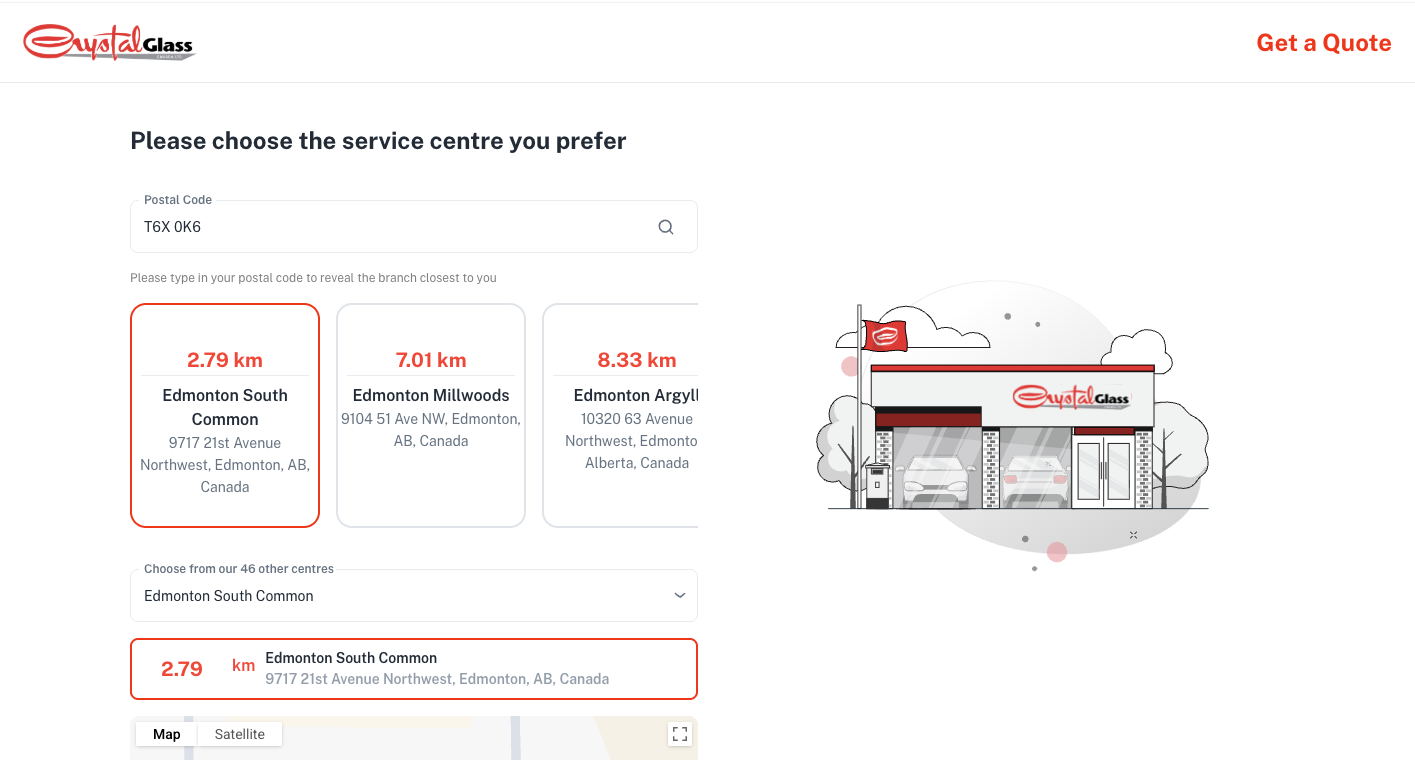 Crystal Glass
Get a Quote
Please choose the service centre you prefer
Postal Code
T6X 0K6
Please type in your postal code to reveal the branch closest to you
2.79 km
Edmonton South
Common
9717 21st Avenue
Northwest, Edmonton, AB,
Canada
7.01 km
Edmonton Millwoods
9104 51 Ave NW, Edmonton,
AB, Canada
8.33 km
Edmonton Argyll
10320 63 Avenue
Northwest, Edmonto
Alberta, Canada
Choose from our 46 other centres
Edmonton South Common
2.79 km
Edmonton South Common
9717 21st Avenue Northwest, Edmonton, AB, Canada
Map
Satellite
Crystal Glass